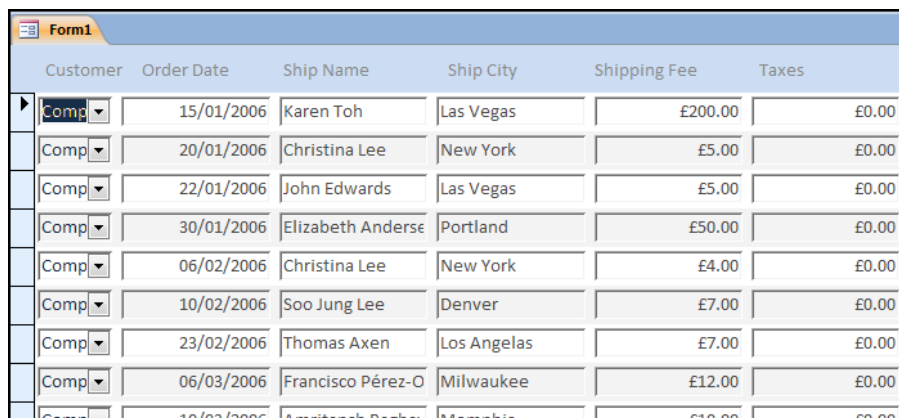 Form1
Customer Order Date Ship Name Ship City Shipping Fee Taxes
Comp 15/01/2006 Karen Toh Las Vegas £200.00 £0.00
Comp 20/01/2006 Christina Lee New York £5.00 £0.00
Comp 22/01/2006 John Edwards Las Vegas £5.00 £0.00
Comp 30/01/2006 Elizabeth Anderse Portland £50.00 £0.00
Comp 06/02/2006 Christina Lee New York £4.00 £0.00
Comp 10/02/2006 Soo Jung Lee Denver £7.00 £0.00
Comp 23/02/2006 Thomas Axen Los Angelas £7.00 £0.00
Comp 06/03/2006 Francisco Pérez-O Milwaukee £12.00 £0.00